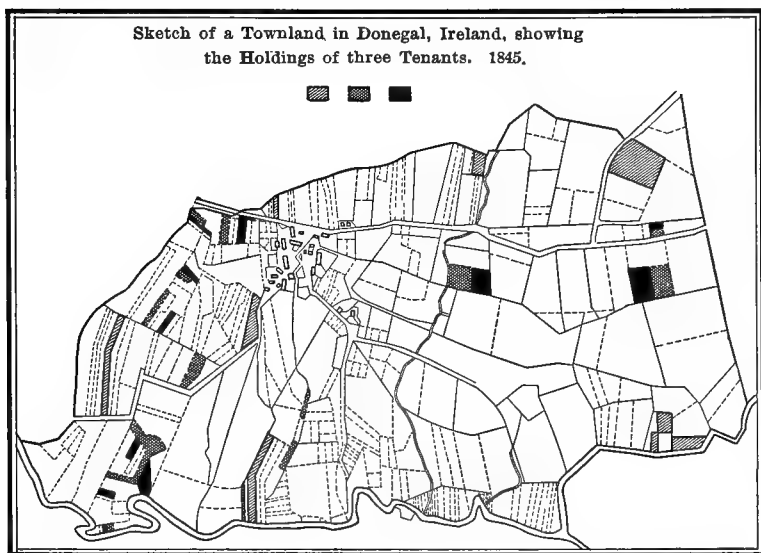 Sketch of a Townland in Donegal, Ireland, showing
the Holdings of three Tenants. 1845.